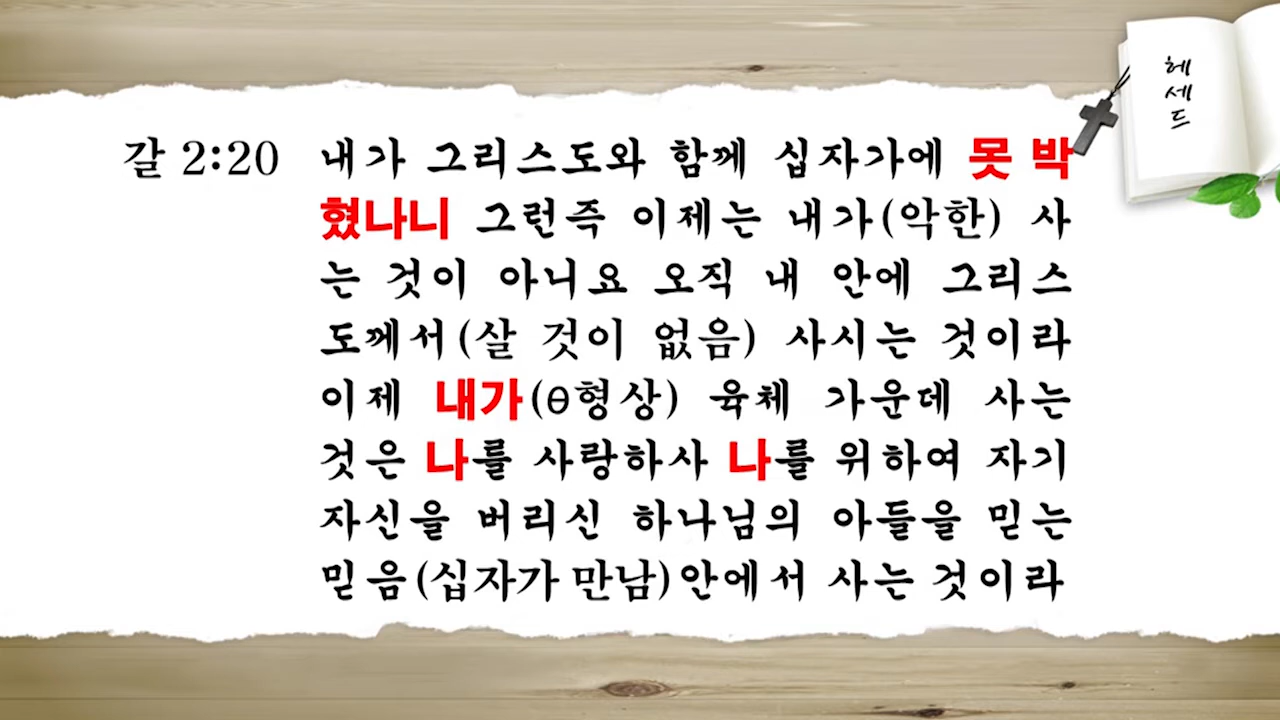 갈 2:20 내가 그리스도와 함께 십자가에 못 박
혔나니 그런즉 이제는 내가(악한) 사
는 것이 아니요 오직 내 안에 그리스
도께서(살 것이 없음) 사시는 것이라
이제 내가(θ형상) 육체 가운데 사는
것은 나를 사랑하사 나를 위하여 자기
자신을 버리신 하나님의 아들을 믿는
믿음(십자가 만남)안에서 사는 것이라
헤세드